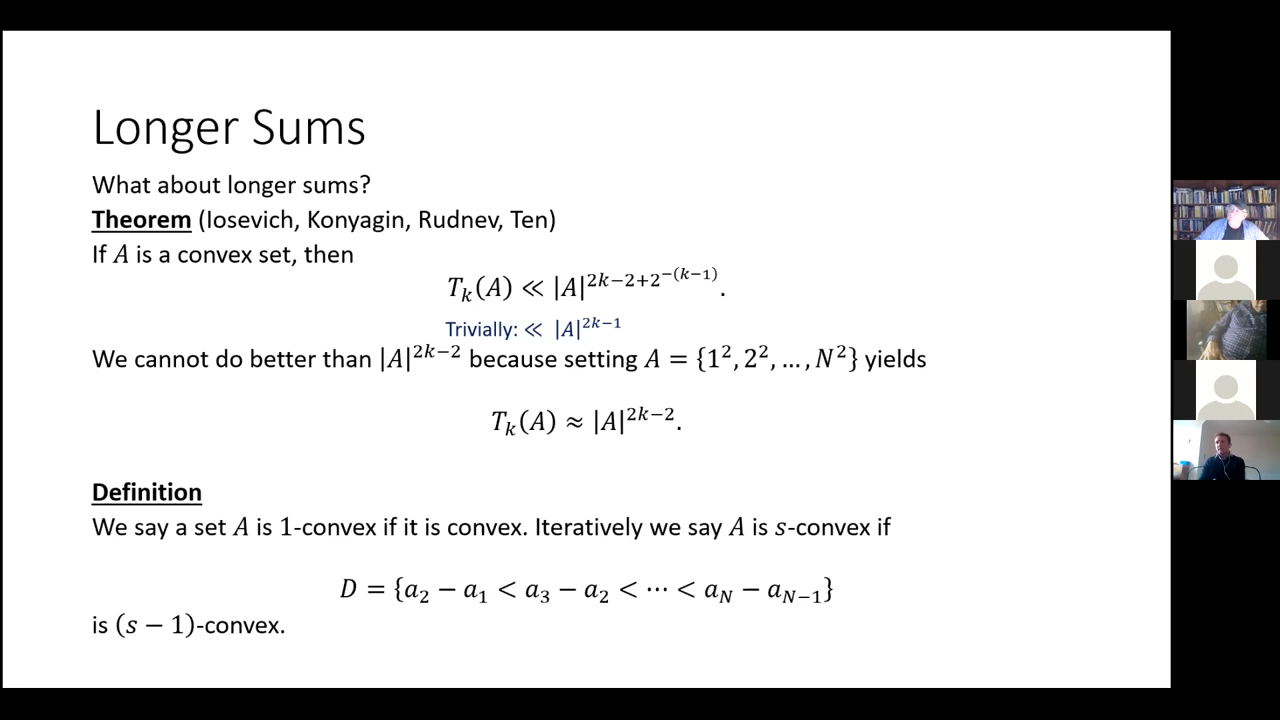 Longer Sums
What about longer sums?
Theorem (Iosevich, Konyagin, Rudnev, Ten)
If A is a convex set, then
T_k(A) ≪ |A|^{2k−2+2^{−(k−1)}}.
Trivially: ≪ |A|^{2k−1}
We cannot do better than |A|^{2k−2} because setting A = {1^2, 2^2, … , N^2} yields
T_k(A) ≈ |A|^{2k−2}.
Definition
We say a set A is 1-convex if it is convex. Iteratively we say A is s-convex if
D = {a_2 − a_1 < a_3 − a_2 < ⋯ < a_N − a_{N−1}}
is (s − 1)-convex.